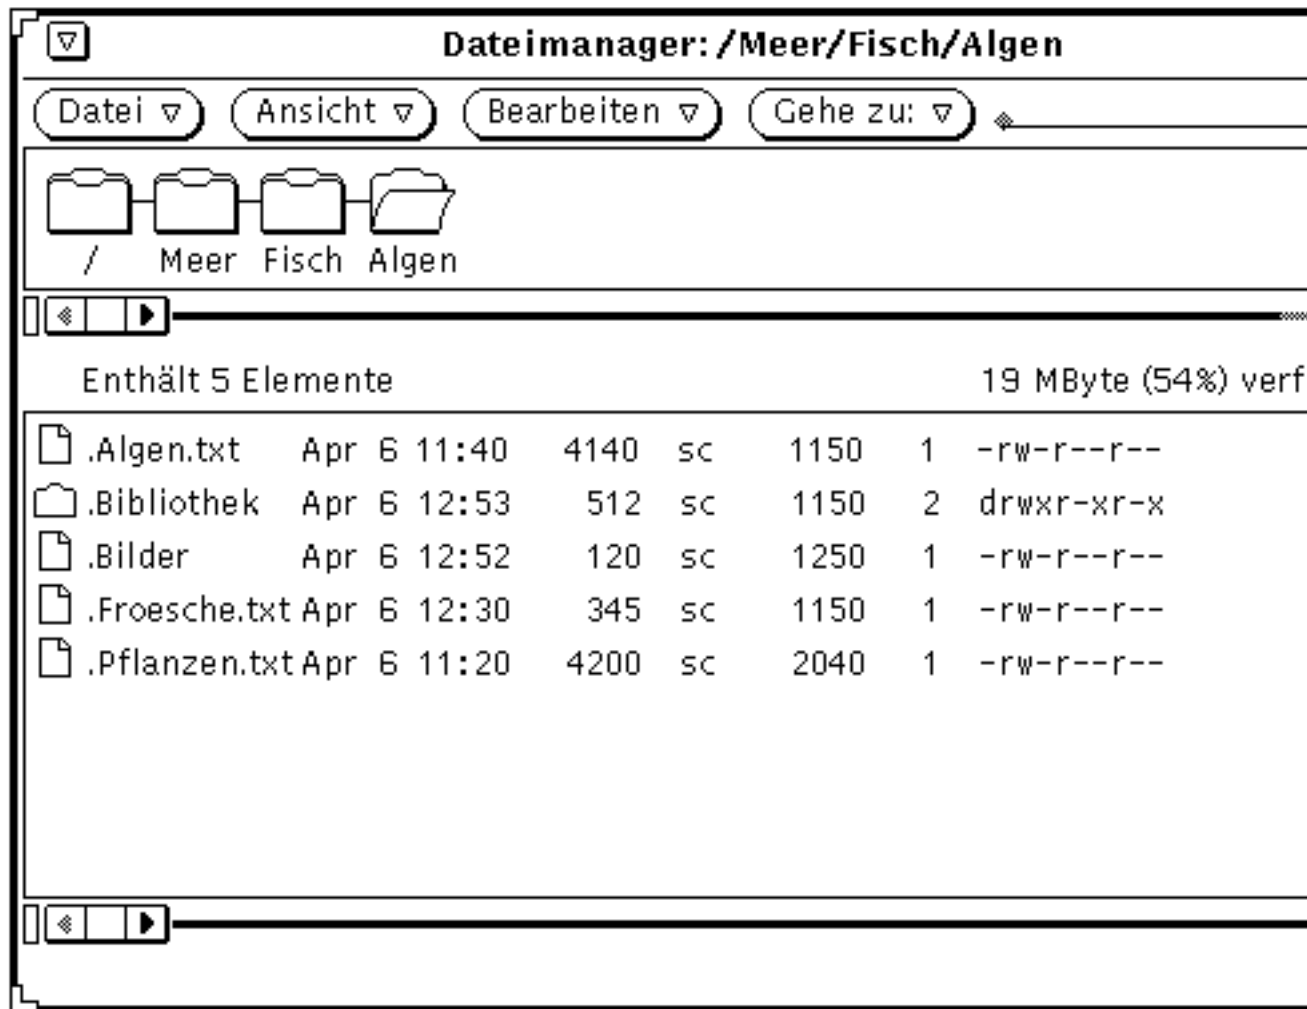 Dateimanager: /Meer/Fisch/Algen
Datei Ansicht Bearbeiten Gehe zu:
/ Meer Fisch Algen
Enthält 5 Elemente 19 MByte (54%) verf
.Algen.txt Apr 6 11:40 4140 sc 1150 1 -rw-r--r--
.Bibliothek Apr 6 12:53 512 sc 1150 2 drwxr-xr-x
.Bilder Apr 6 12:52 120 sc 1250 1 -rw-r--r--
.Froesche.txt Apr 6 12:30 345 sc 1150 1 -rw-r--r--
.Pflanzen.txt Apr 6 11:20 4200 sc 2040 1 -rw-r--r--